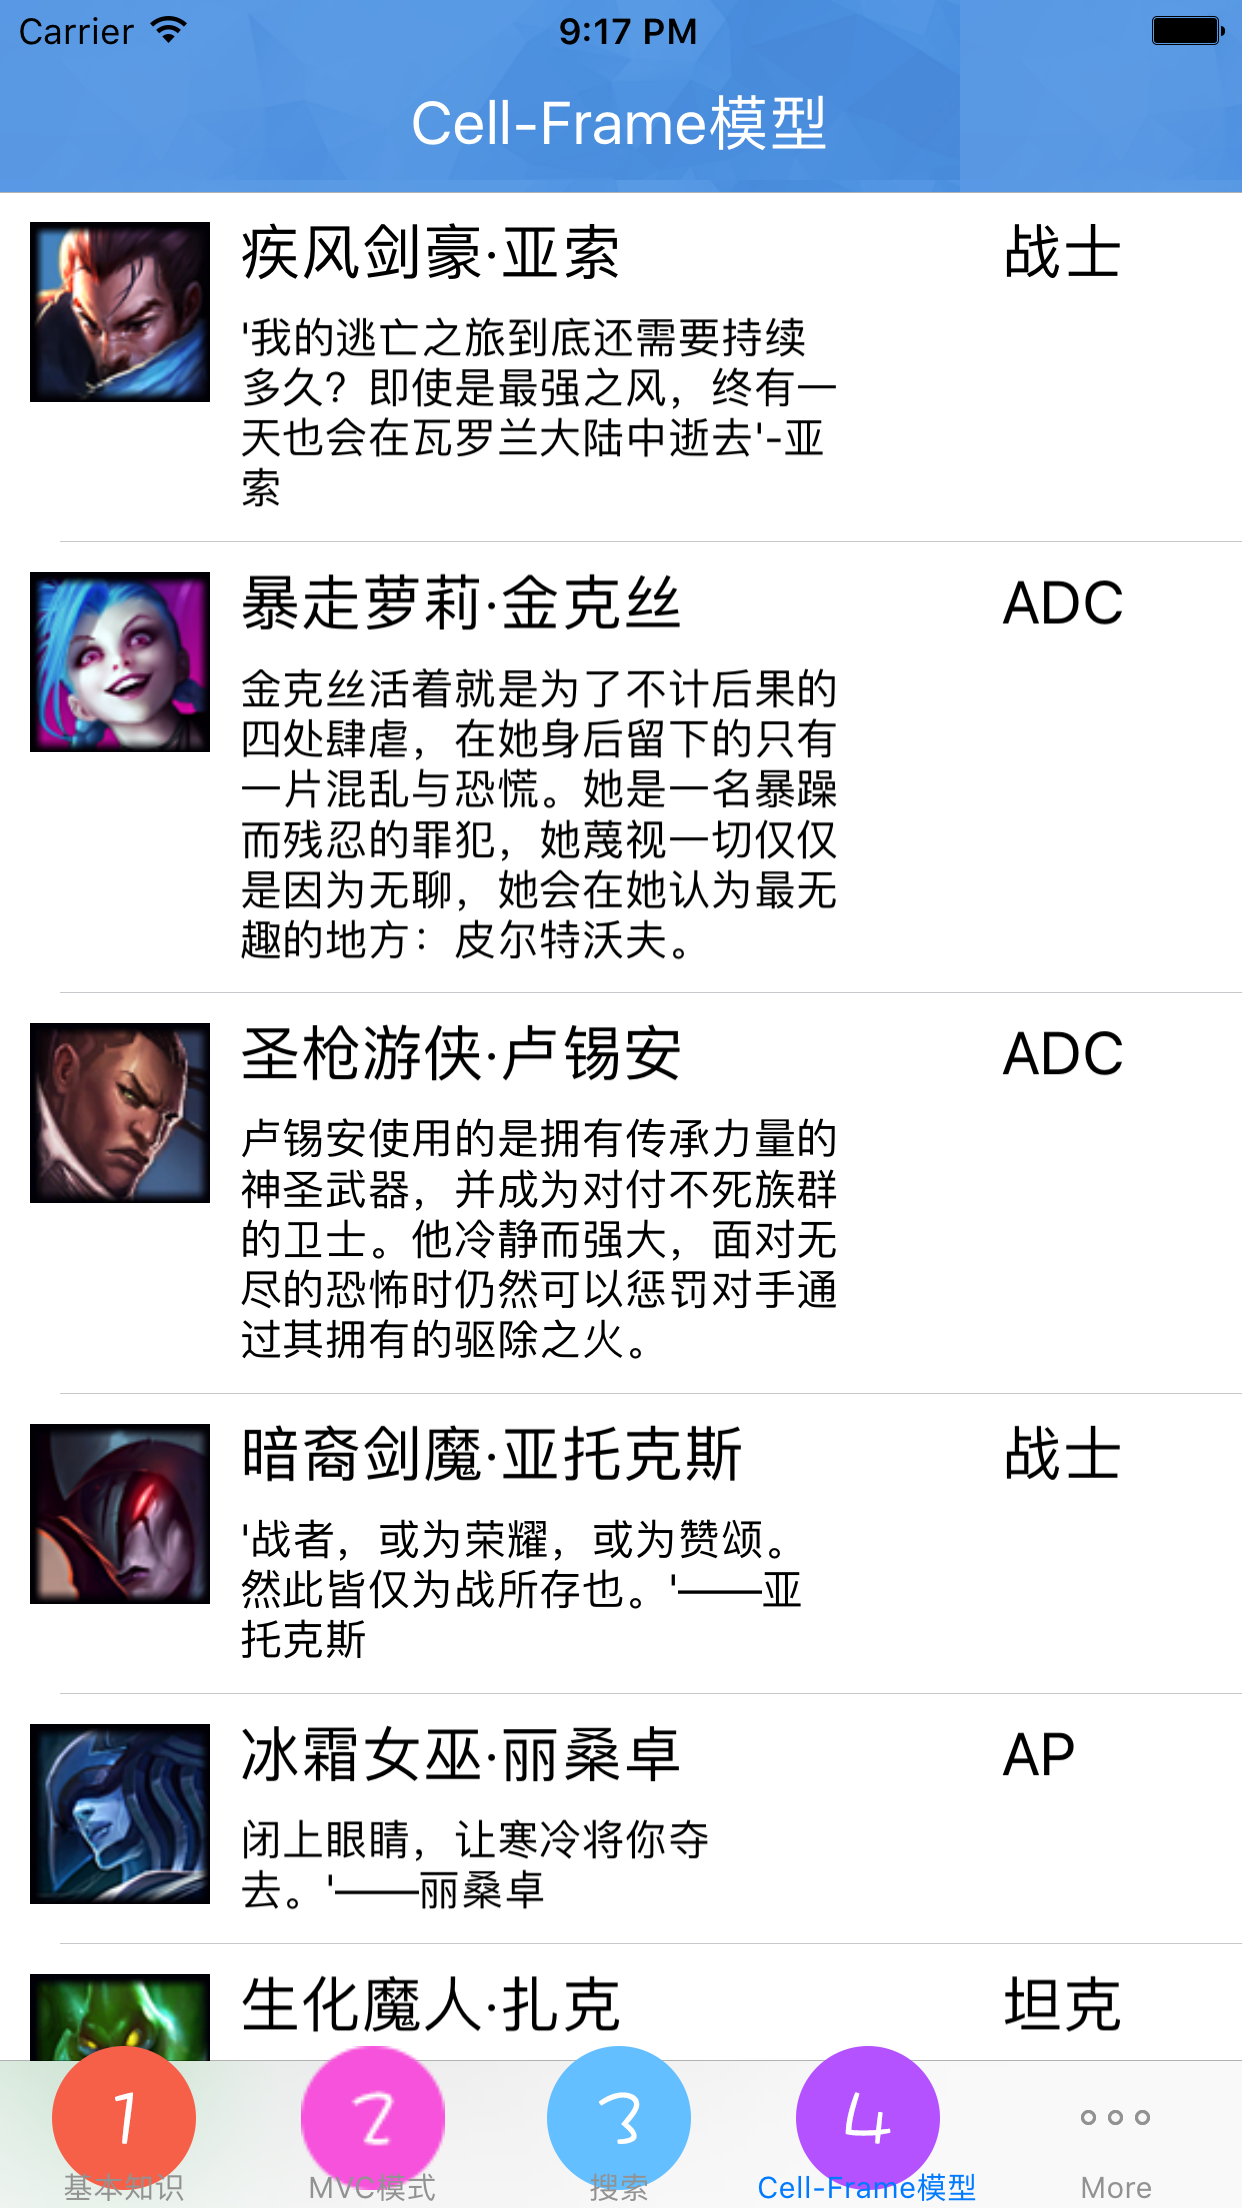 Carrier 9:17 PM
Cell-Frame模型
疾风剑豪·亚索 战士
'我的逃亡之旅到底还需要持续
多久？即使是最强之风，终有一
天也会在瓦罗兰大陆中逝去'-亚
索
暴走萝莉·金克丝 ADC
金克丝活着就是为了不计后果的
四处肆虐，在她身后留下的只有
一片混乱与恐慌。她是一名暴躁
而残忍的罪犯，她蔑视一切仅仅
是因为无聊，她会在她认为最无
趣的地方：皮尔特沃夫。
圣枪游侠·卢锡安 ADC
卢锡安使用的是拥有传承力量的
神圣武器，并成为对付不死族群
的卫士。他冷静而强大，面对无
尽的恐怖时仍然可以惩罚对手通
过其拥有的驱除之火。
暗裔剑魔·亚托克斯 战士
'战者，或为荣耀，或为赞颂。
然此皆仅为战所存也。'——亚
托克斯
冰霜女巫·丽桑卓 AP
闭上眼睛，让寒冷将你夺
去。'——丽桑卓
生化魔人·扎克 坦克
1 2 3 4
基本知识 MVC模式 搜索 Cell-Frame模型 More